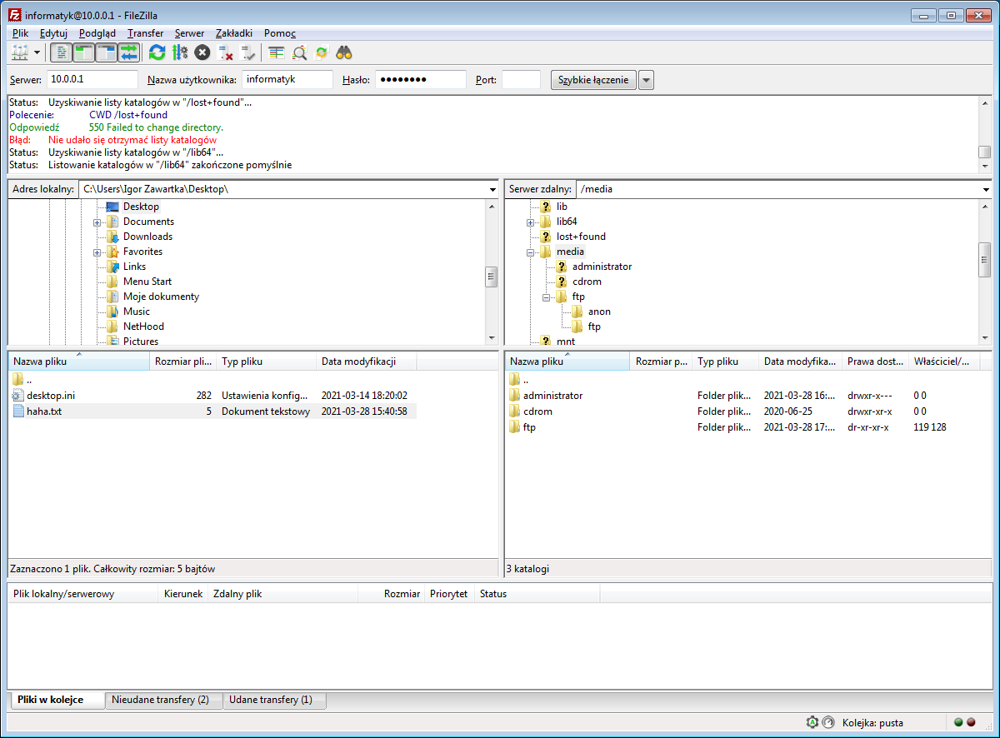 informatyk@10.0.0.1 - FileZilla
Plik Edytuj Podgląd Transfer Serwer Zakładki Pomoc
Serwer: 10.0.0.1 Nazwa użytkownika: informatyk Hasło: •••••••• Port: Szybkie łączenie
Status: Uzyskiwanie listy katalogów w "/lost+found"...
Polecenie: CWD /lost+found
Odpowiedź 550 Failed to change directory.
Błąd: Nie udało się otrzymać listy katalogów
Status: Uzyskiwanie listy katalogów w "/lib64"...
Status: Listowanie katalogów w "/lib64" zakończone pomyślnie
Adres lokalny: C:\Users\Igor Zawartka\Desktop\
Desktop
Documents
Downloads
Favorites
Links
Menu Start
Moje dokumenty
Music
NetHood
Pictures
Serwer zdalny: /media
lib
lib64
lost+found
media
administrator
cdrom
ftp
anon
ftp
mnt
Nazwa pliku Rozmiar pli... Typ pliku Data modyfikacji
..
desktop.ini 282 Ustawienia konfig... 2021-03-14 18:20:02
haha.txt 5 Dokument tekstowy 2021-03-28 15:40:58
Zaznaczono 1 plik. Całkowity rozmiar: 5 bajtów
Nazwa pliku Rozmiar p... Typ pliku Data modyfika... Prawa dost... Właściciel/...
..
administrator Folder plik... 2021-03-28 16:... drwxr-x--- 0 0
cdrom Folder plik... 2020-06-25 drwxr-xr-x 0 0
ftp Folder plik... 2021-03-28 17:... dr-xr-xr-x 119 128
3 katalogi
Plik lokalny/serwerowy Kierunek Zdalny plik Rozmiar Priorytet Status
Pliki w kolejce Nieudane transfery (2) Udane transfery (1)
Kolejka: pusta